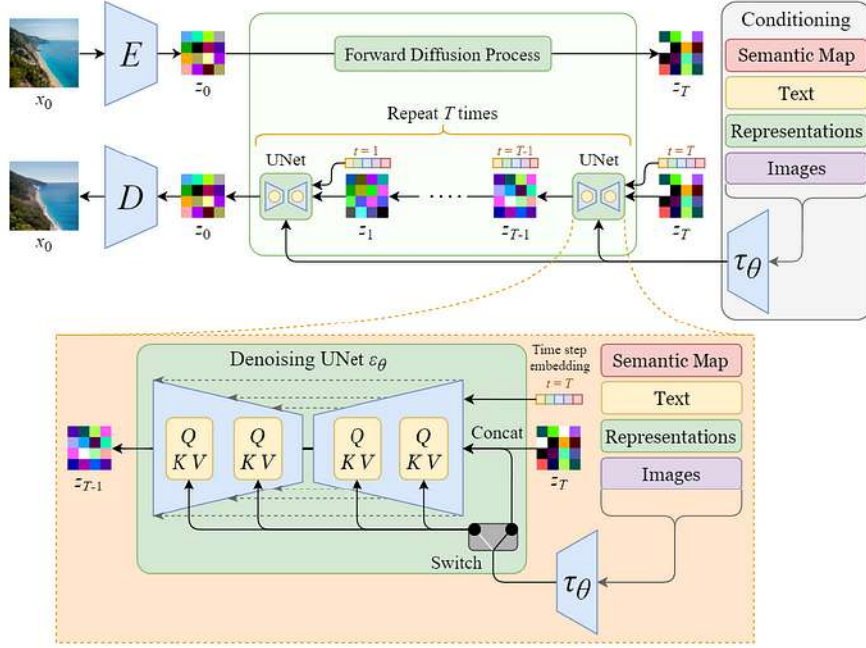 Conditioning
Semantic Map
Text
Representations
Images
E
Forward Diffusion Process
x0
z0
zT
Repeat T times
UNet
t = 1
t = T-1
UNet
t = T
D
x0
z0
z1
zT-1
zT
τθ
Denoising UNet εθ
Time step
embedding
t = T
Semantic Map
Text
Representations
Images
Q
K V
Q
K V
Q
K V
Q
K V
Concat
zT-1
zT
Switch
τθ